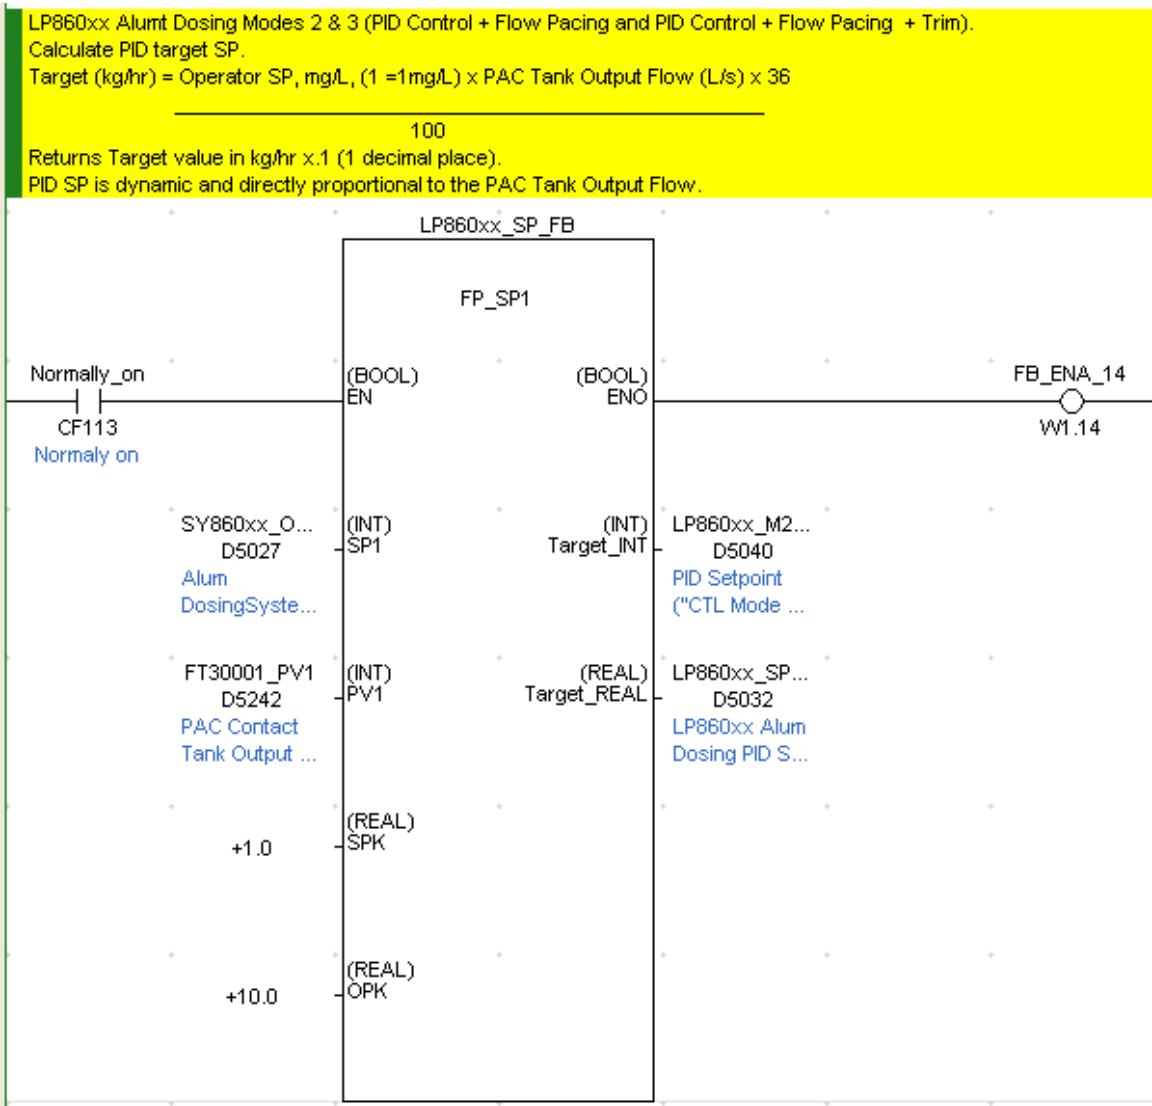 LP860xx Alumt Dosing Modes 2 & 3 (PID Control + Flow Pacing and PID Control + Flow Pacing + Trim).
Calculate PID target SP.
Target (kg/hr) = Operator SP, mg/L, (1 =1mg/L) x PAC Tank Output Flow (L/s) x 36
100
Returns Target value in kg/hr x.1 (1 decimal place).
PID SP is dynamic and directly proportional to the PAC Tank Output Flow.
LP860xx_SP_FB
FP_SP1
Normally_on
(BOOL)
(BOOL)
FB_ENA_14
EN
ENO
CF113
W1.14
Normaly on
SY860xx_O...
(INT)
(INT)
LP860xx_M2...
D5027
SP1
Target_INT
D5040
Alum
PID Setpoint
DosingSyste...
("CTL Mode ...
FT30001_PV1
(INT)
(REAL)
LP860xx_SP...
D5242
PV1
Target_REAL
D5032
PAC Contact
LP860xx Alum
Tank Output ...
Dosing PID S...
(REAL)
+1.0
SPK
(REAL)
+10.0
OPK